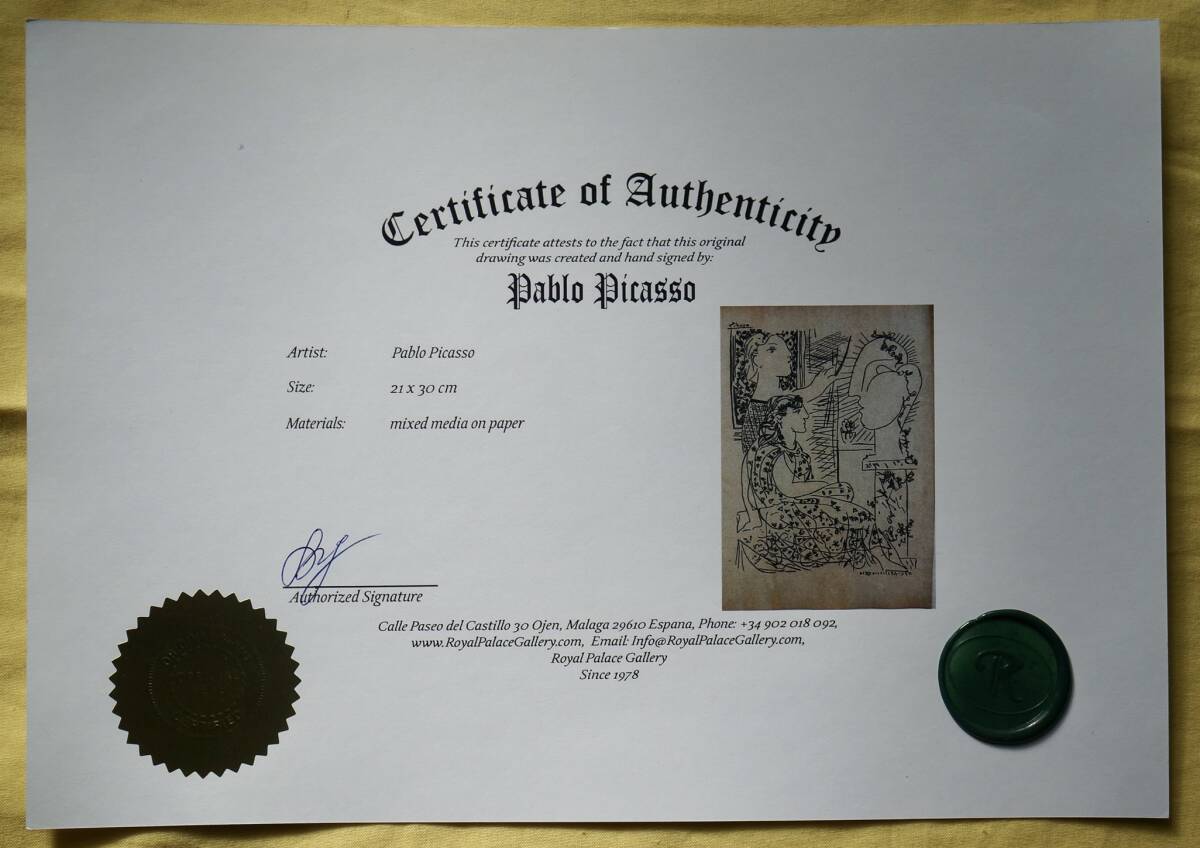 Certificate of Authenticity
This certificate attests to the fact that this original
drawing was created and hand signed by:
Pablo Picasso
Artist: Pablo Picasso
Size: 21 x 30 cm
Materials: mixed media on paper
Authorized Signature
Calle Paseo del Castillo 30 Ojen, Malaga 29610 Espana, Phone: +34 902 018 092,
www.RoyalPalaceGallery.com, Email: Info@RoyalPalaceGallery.com,
Royal Palace Gallery
Since 1978
R